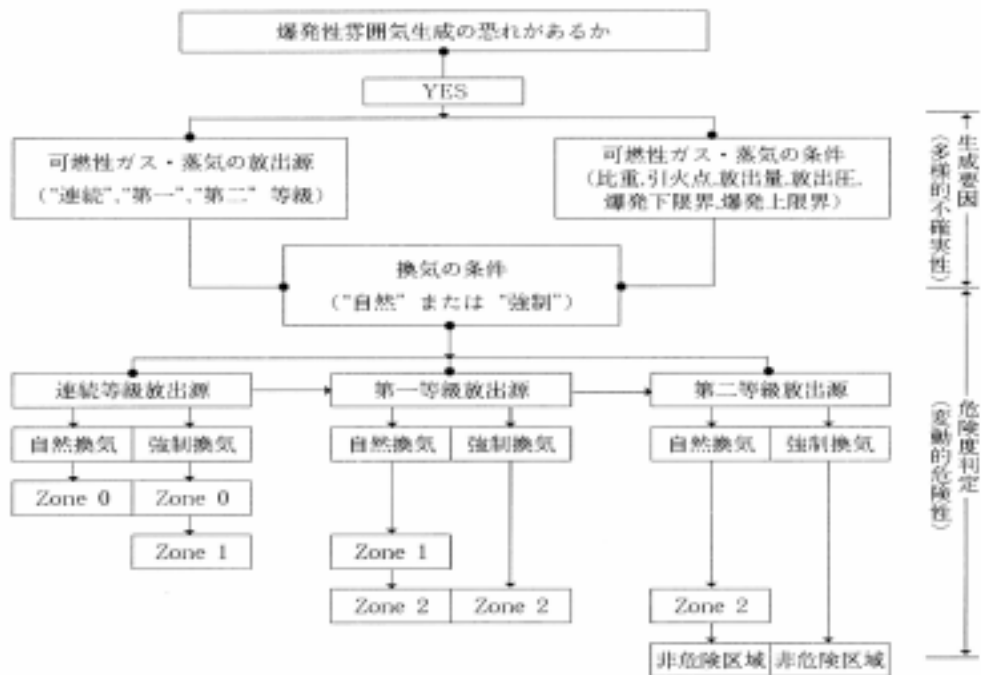 爆発性雰囲気生成の恐れがあるか
YES
可燃性ガス・蒸気の放出源
("連続","第一","第二" 等級)
可燃性ガス・蒸気の条件
(比重,引火点,放出量,放出圧,
爆発下限界,爆発上限界)
換気の条件
("自然" または "強制")
生成要因
(多様的不確実性)
連続等級放出源
第一等級放出源
第二等級放出源
自然換気
強制換気
自然換気
強制換気
自然換気
強制換気
Zone 0
Zone 0
Zone 1
Zone 1
Zone 2
Zone 2
Zone 2
非危険区域
非危険区域
危険度判定
(変動的危険性)